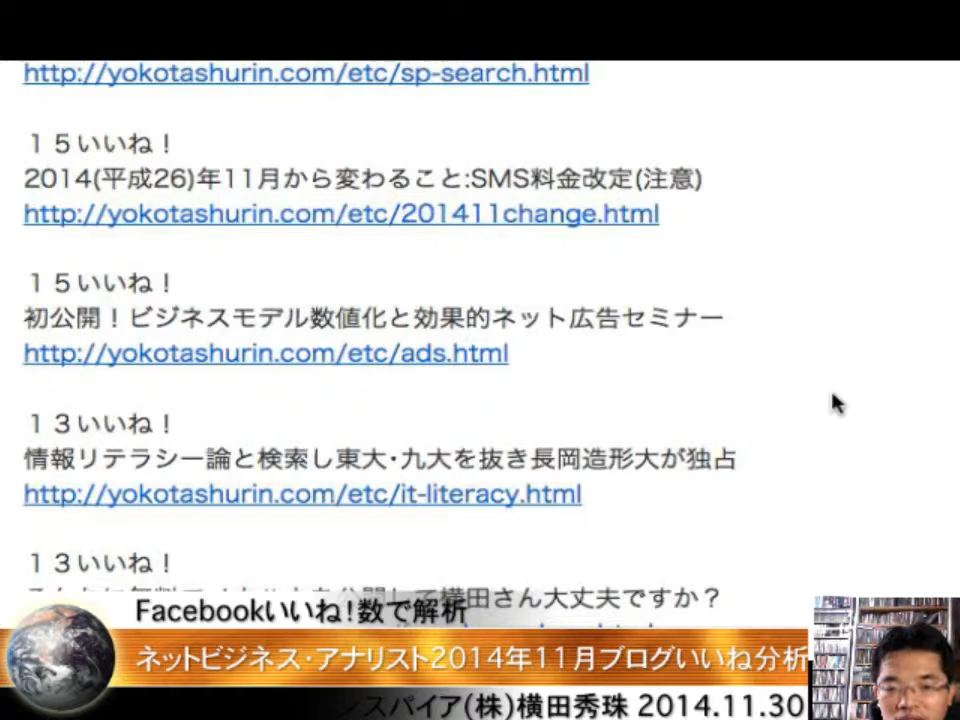 http://yokotashurin.com/etc/sp-search.html
１５いいね！
2014(平成26)年11月から変わること:SMS料金改定(注意)
http://yokotashurin.com/etc/201411change.html
１５いいね！
初公開！ビジネスモデル数値化と効果的ネット広告セミナー
http://yokotashurin.com/etc/ads.html
１３いいね！
情報リテラシー論と検索し東大・九大を抜き長岡造形大が独占
http://yokotashurin.com/etc/it-literacy.html
１３いいね！
公開して横田さん大丈夫ですか？
Facebookいいね！数で解析
ネットビジネス・アナリスト2014年11月ブログいいね分析
ンスパイア(株)横田秀珠 2014.11.30